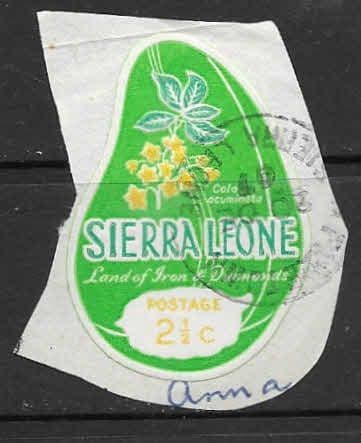 Cola
acuminata
SIERRA LEONE
Land of Iron & Diamonds
POSTAGE
2½ C
anna